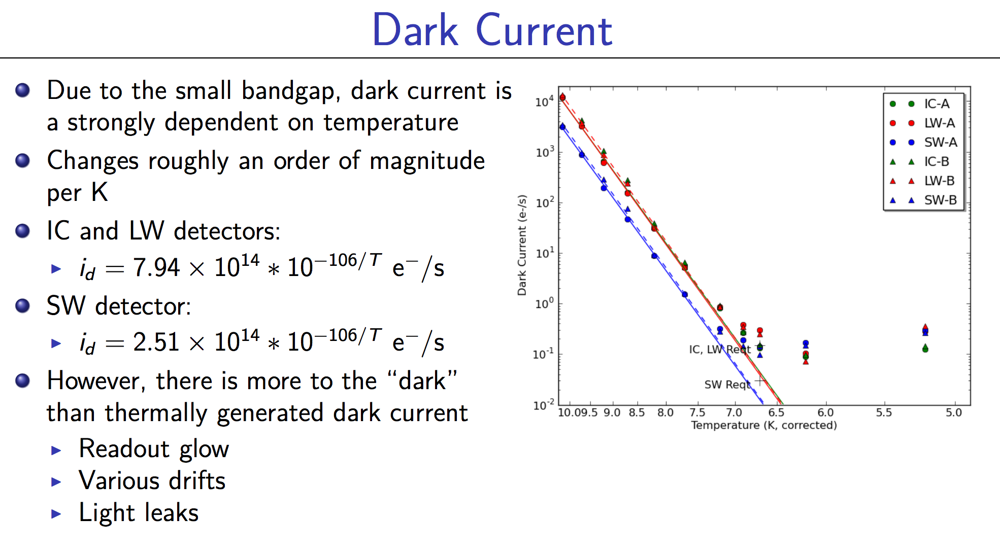 Dark Current
Due to the small bandgap, dark current is
a strongly dependent on temperature
Changes roughly an order of magnitude
per K
IC and LW detectors:
i_d = 7.94 × 10^14 ∗ 10^−106/T e^−/s
SW detector:
i_d = 2.51 × 10^14 ∗ 10^−106/T e^−/s
However, there is more to the “dark”
than thermally generated dark current
Readout glow
Various drifts
Light leaks
Dark Current (e-/s)
10^4
10^3
10^2
10^1
10^0
10^-1
10^-2
IC-A
LW-A
SW-A
IC-B
LW-B
SW-B
IC, LW Reqt
SW Reqt
10.0 9.5 9.0 8.5 8.0 7.5 7.0 6.5 6.0 5.5 5.0
Temperature (K, corrected)